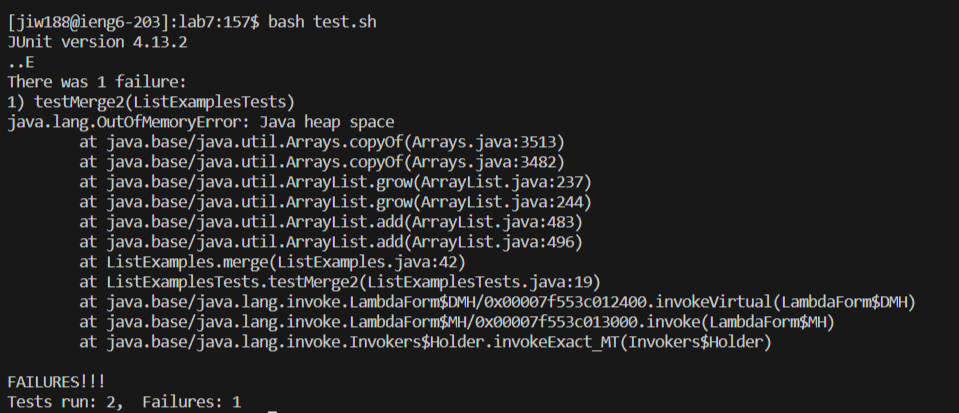 [jiw188@ieng6-203]:lab7:157$ bash test.sh
JUnit version 4.13.2
..E
There was 1 failure:
1) testMerge2(ListExamplesTests)
java.lang.OutOfMemoryError: Java heap space
        at java.base/java.util.Arrays.copyOf(Arrays.java:3513)
        at java.base/java.util.Arrays.copyOf(Arrays.java:3482)
        at java.base/java.util.ArrayList.grow(ArrayList.java:237)
        at java.base/java.util.ArrayList.grow(ArrayList.java:244)
        at java.base/java.util.ArrayList.add(ArrayList.java:483)
        at java.base/java.util.ArrayList.add(ArrayList.java:496)
        at ListExamples.merge(ListExamples.java:42)
        at ListExamplesTests.testMerge2(ListExamplesTests.java:19)
        at java.base/java.lang.invoke.LambdaForm$DMH/0x00007f553c012400.invokeVirtual(LambdaForm$DMH)
        at java.base/java.lang.invoke.LambdaForm$MH/0x00007f553c013000.invoke(LambdaForm$MH)
        at java.base/java.lang.invoke.Invokers$Holder.invokeExact_MT(Invokers$Holder)
FAILURES!!!
Tests run: 2,  Failures: 1